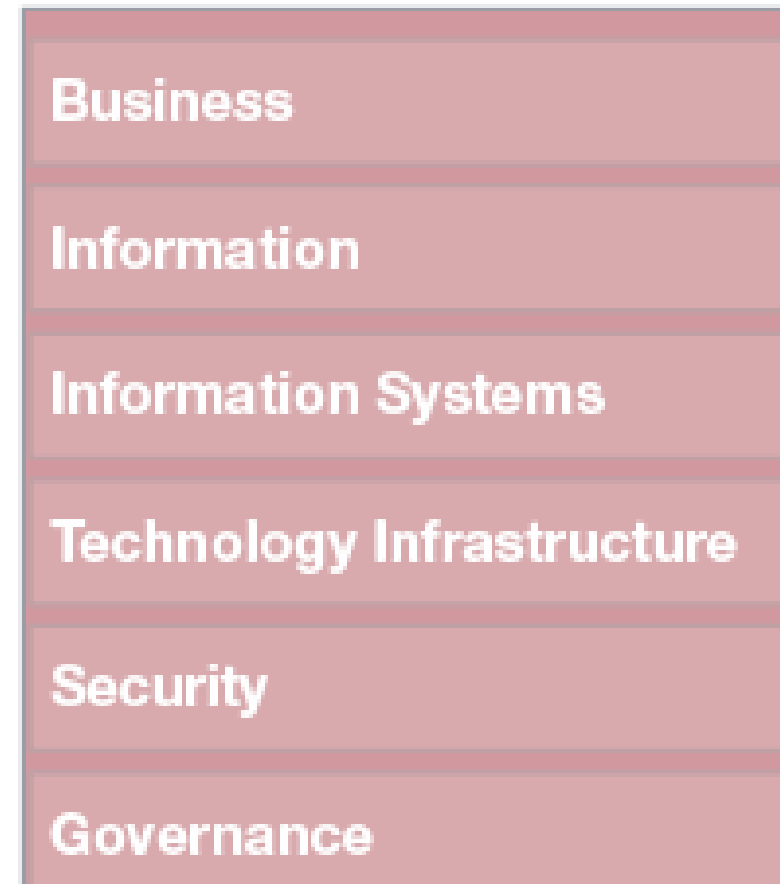 Business
Information
Information Systems
Technology Infrastructure
Security
Governance